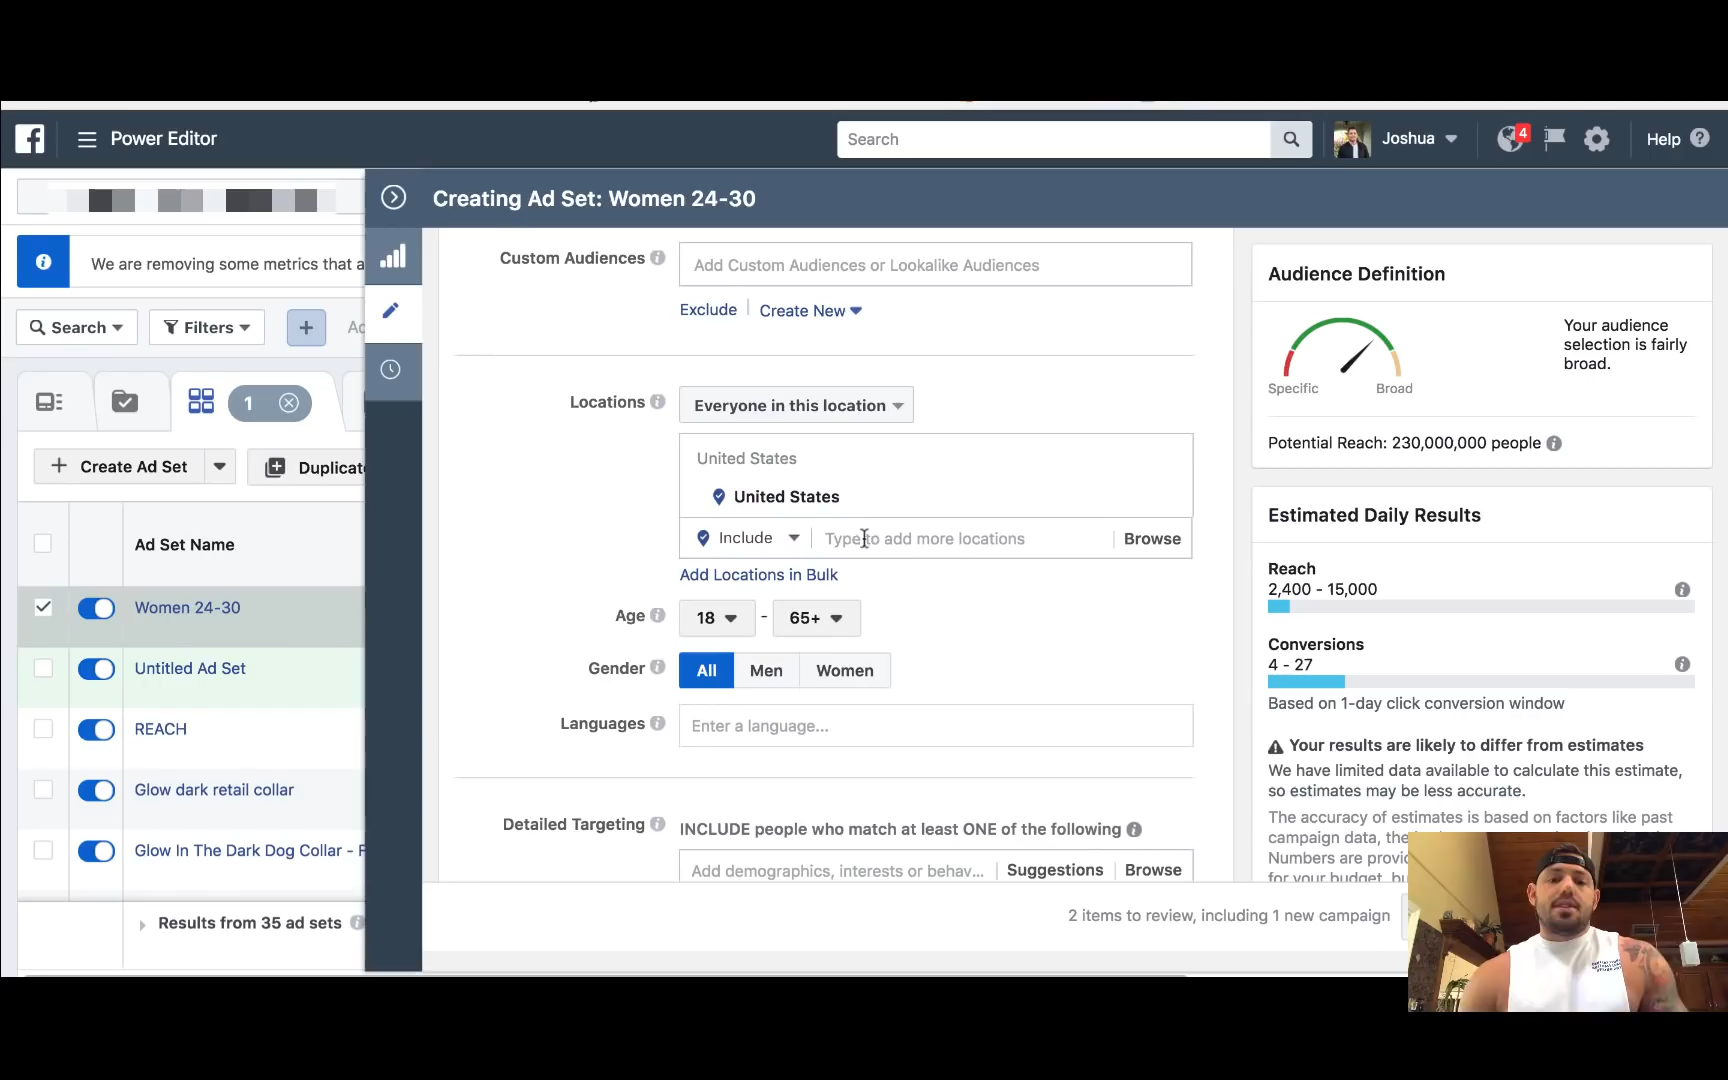 Power Editor
Search
Joshua
4
Help
Creating Ad Set: Women 24-30
We are removing some metrics that a
Search
Filters
1
Create Ad Set
Duplicat
Ad Set Name
Women 24-30
Untitled Ad Set
REACH
Glow dark retail collar
Glow In The Dark Dog Collar - F
Results from 35 ad sets
Custom Audiences
Add Custom Audiences or Lookalike Audiences
Exclude
Create New
Locations
Everyone in this location
United States
United States
Include
Type to add more locations
Browse
Add Locations in Bulk
Age
18 - 65+
Gender
All Men Women
Languages
Enter a language...
Detailed Targeting
INCLUDE people who match at least ONE of the following
Add demographics, interests or behav...
Suggestions
Browse
2 items to review, including 1 new campaign
Audience Definition
Your audience
selection is fairly
broad.
Specific
Broad
Potential Reach: 230,000,000 people
Estimated Daily Results
Reach
2,400 - 15,000
Conversions
4 - 27
Based on 1-day click conversion window
Your results are likely to differ from estimates
We have limited data available to calculate this estimate,
so estimates may be less accurate.
The accuracy of estimates is based on factors like past
campaign data, the
Numbers are provi
for your budget, bu